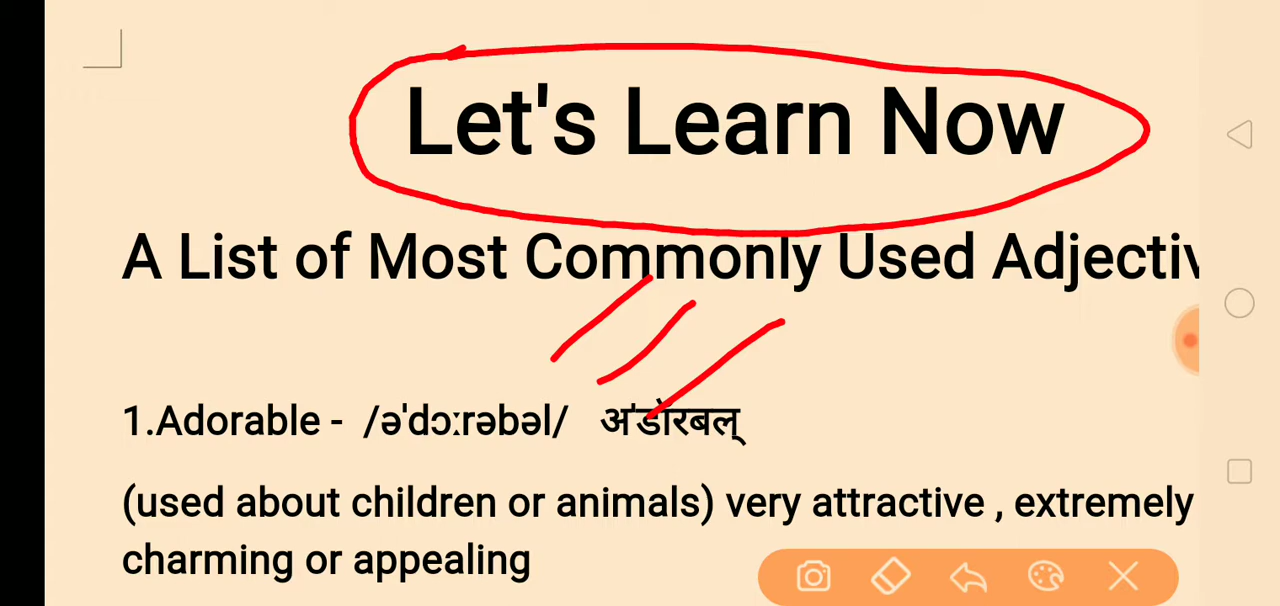 Let's Learn Now
A List of Most Commonly Used Adjectiv
1.Adorable - /ə'dɔːrəbəl/ अ'डॉरबल्
(used about children or animals) very attractive , extremely
charming or appealing